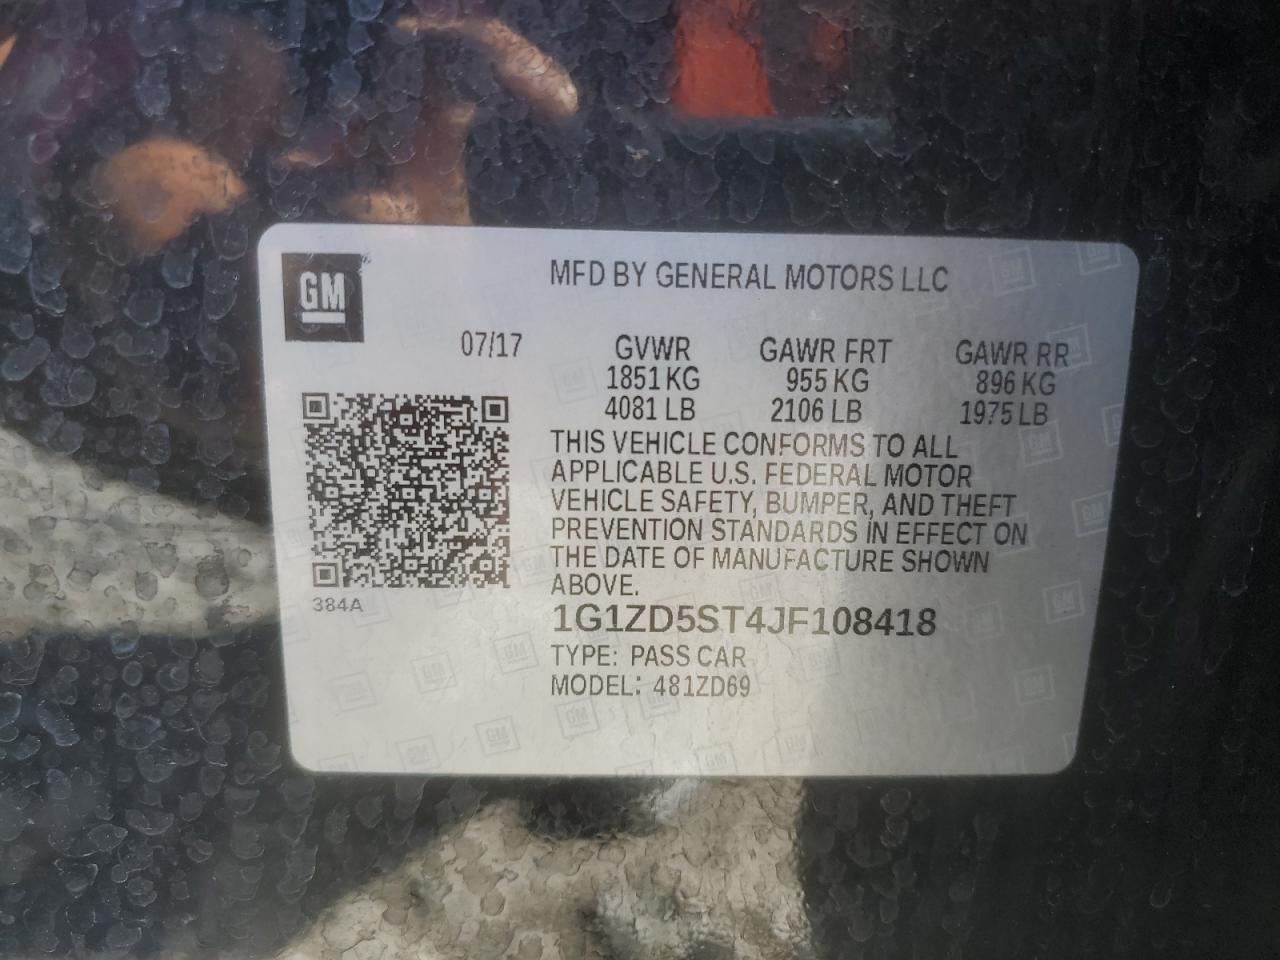 GM
MFD BY GENERAL MOTORS LLC
07/17
GVWR GAWR FRT GAWR RR
1851 KG 955 KG 896 KG
4081 LB 2106 LB 1975 LB
THIS VEHICLE CONFORMS TO ALL
APPLICABLE U.S. FEDERAL MOTOR
VEHICLE SAFETY, BUMPER, AND THEFT
PREVENTION STANDARDS IN EFFECT ON
THE DATE OF MANUFACTURE SHOWN
ABOVE.
384A
1G1ZD5ST4JF108418
TYPE: PASS CAR
MODEL: 481ZD69